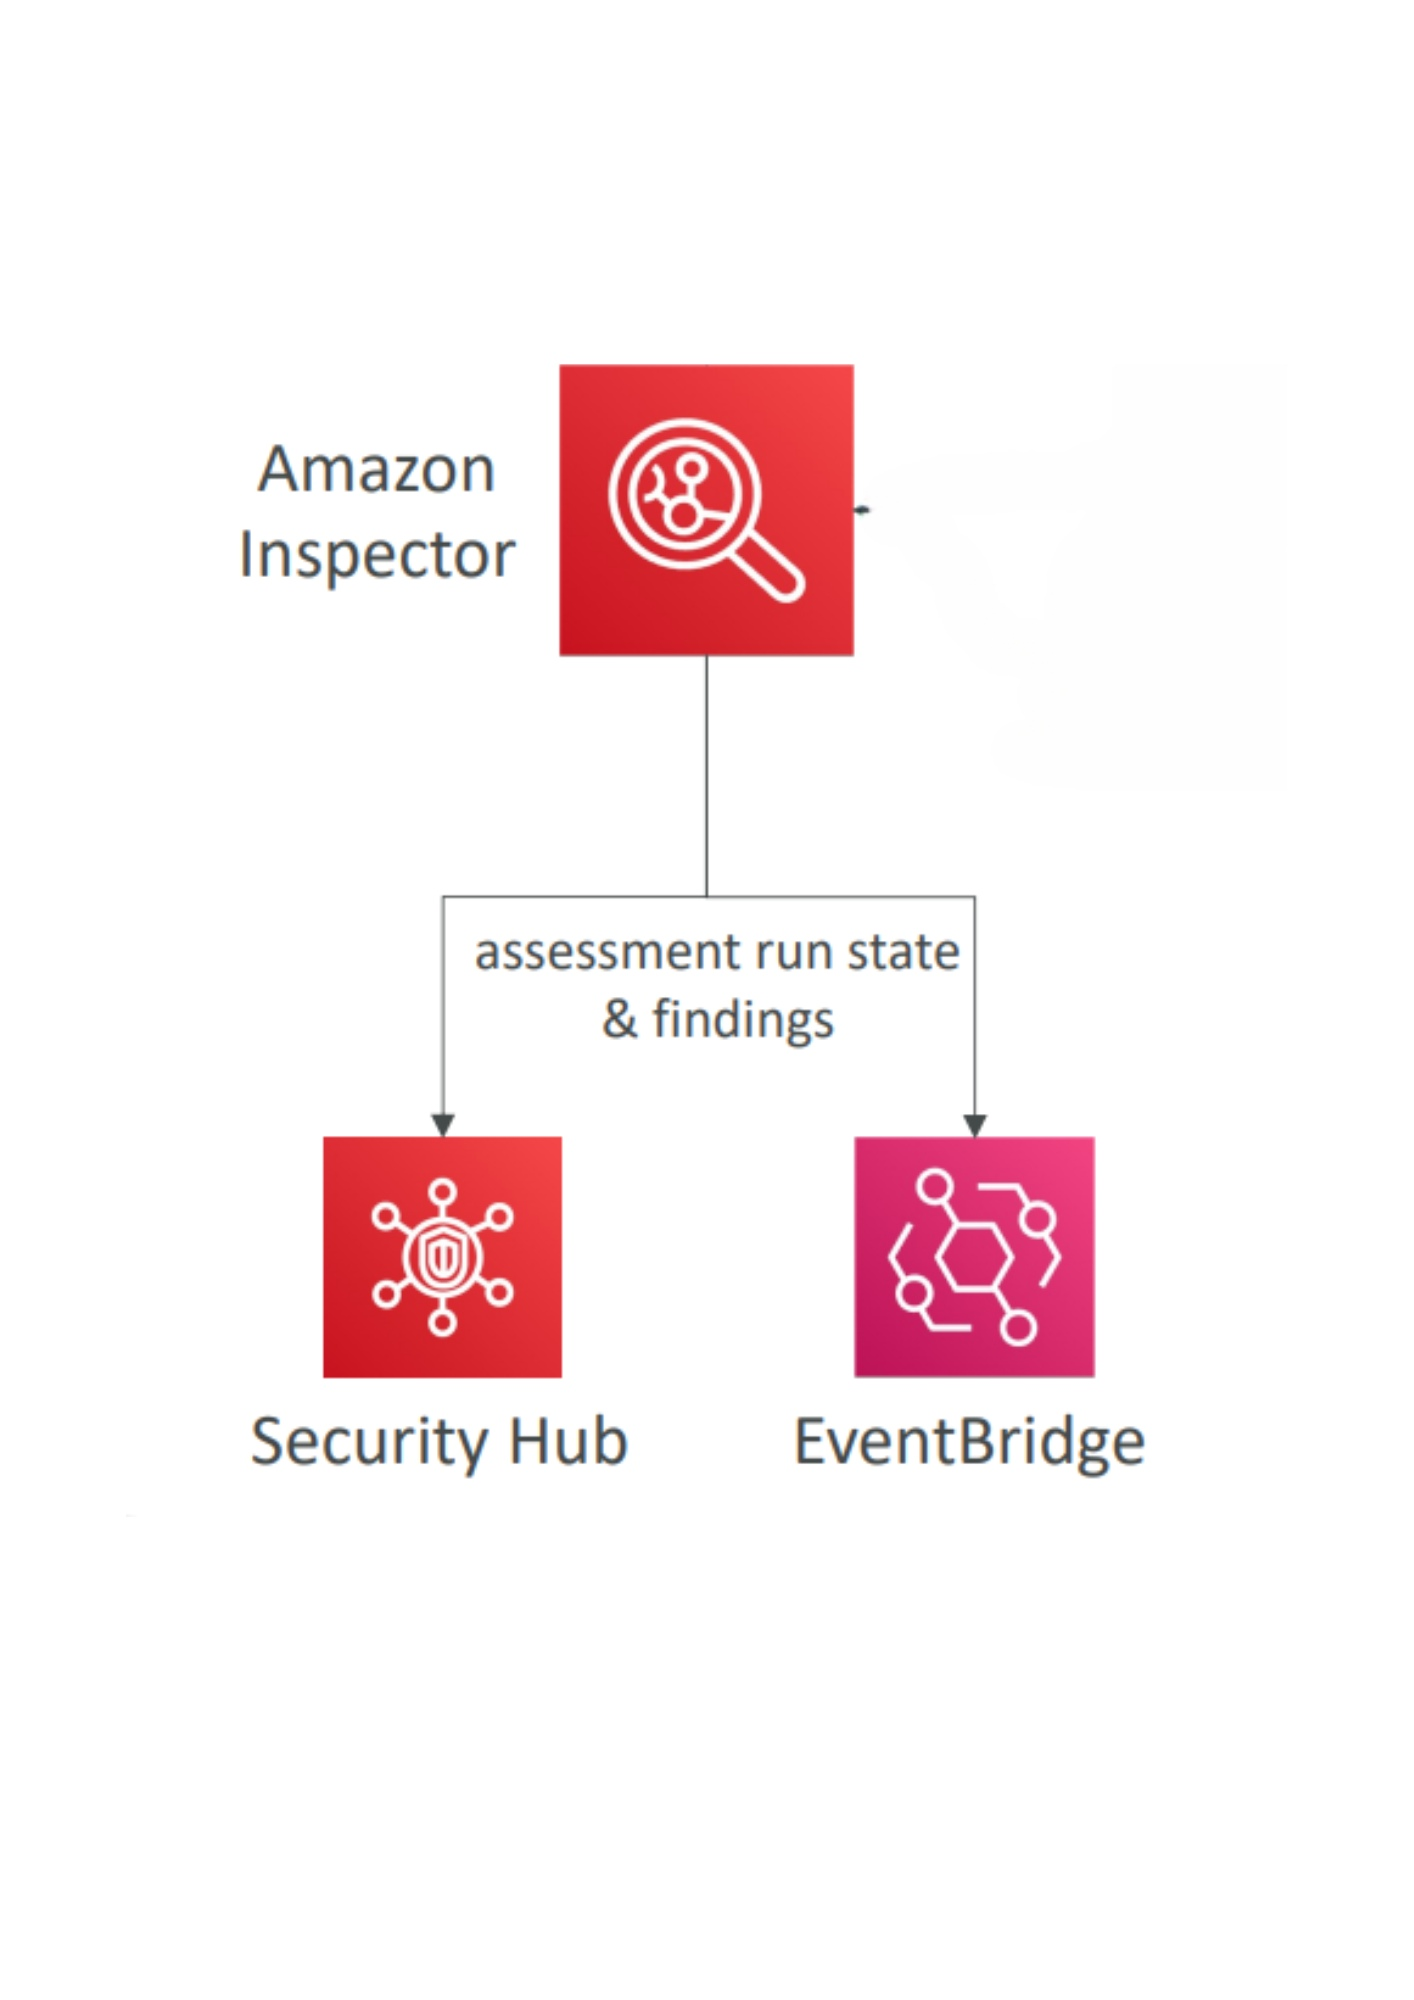 Amazon
Inspector
assessment run state
& findings
Security Hub
EventBridge